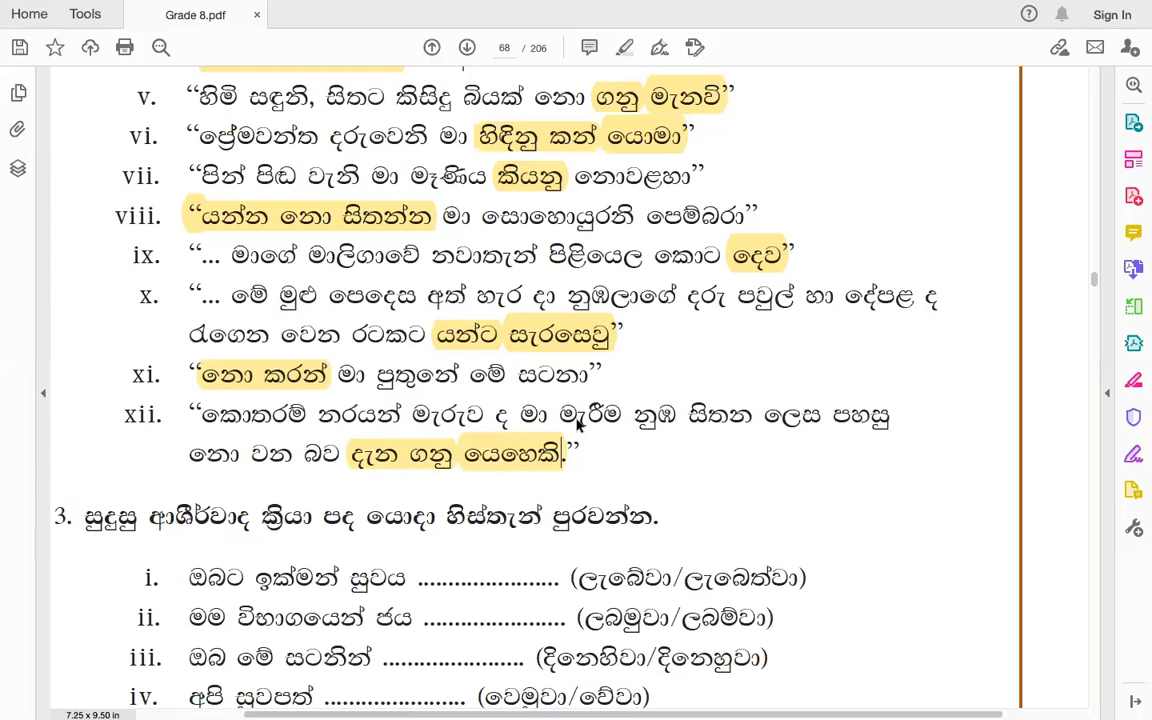 Home Tools Grade 8.pdf × Sign In
68 / 206
v. “හිමි සඳුනි, සිතට කිසිදු බියක් නො ගනු මැනවි”
vi. “ප්‍රේමවන්ත දරුවෙනි මා හිඳිනු කන් යොමා”
vii. “පින් පිඬ වැනි මා මෑණිය කියනු නොවළහා”
viii. “යන්න නො සිතන්න මා සොහොයුරනි පෙම්බරා”
ix. “... මාගේ මාලිගාවේ නවාතැන් පිළියෙල කොට දෙව”
x. “... මේ මුළු පෙදෙස අත් හැර දා නුඹලාගේ දරු පවුල් හා දේපළ ද
රැගෙන වෙන රටකට යන්ට සැරසෙවු”
xi. “නො කරන් මා පුතුනේ මේ සටනා”
xii. “කොතරම් නරයන් මැරුව ද මා මැරීම නුඹ සිතන ලෙස පහසු
නො වන බව දැන ගනු යෙහෙකි.”
3. සුදුසු ආශීර්වාද ක්‍රියා පද යොදා හිස්තැන් පුරවන්න.
i. ඔබට ඉක්මන් සුවය ....................... (ලැබේවා/ලැබෙත්වා)
ii. මම විභාගයෙන් ජය ....................... (ලබමුවා/ලබම්වා)
iii. ඔබ මේ සටනින් ....................... (දිනෙහිවා/දිනෙහුවා)
iv. අපි සුවපත් ....................... (වෙමුවා/වේවා)
7.25 x 9.50 in